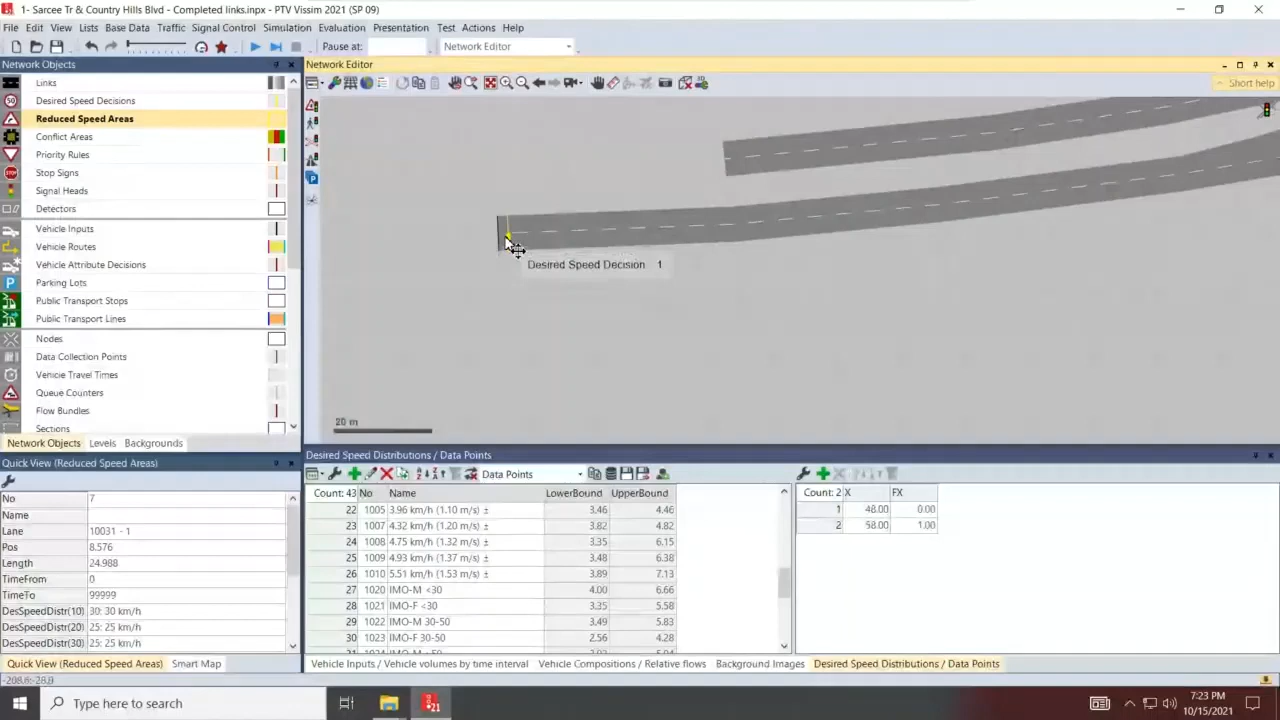 1- Sarcee Tr & Country Hills Blvd - Completed links.inpx - PTV Vissim 2021 (SP 09)
File Edit View Lists Base Data Traffic Signal Control Simulation Evaluation Presentation Test Actions Help
Pause at: Network Editor
Network Objects
Links
Desired Speed Decisions
Reduced Speed Areas
Conflict Areas
Priority Rules
Stop Signs
Signal Heads
Detectors
Vehicle Inputs
Vehicle Routes
Vehicle Attribute Decisions
Parking Lots
Public Transport Stops
Public Transport Lines
Nodes
Data Collection Points
Vehicle Travel Times
Queue Counters
Flow Bundles
Sections
Network Objects Levels Backgrounds
Quick View (Reduced Speed Areas)
No 7
Name
Lane 10031 - 1
Pos 8.576
Length 24.988
TimeFrom 0
TimeTo 99999
DesSpeedDistr(10) 30: 30 km/h
DesSpeedDistr(20) 25: 25 km/h
DesSpeedDistr(30) 25: 25 km/h
Quick View (Reduced Speed Areas) Smart Map
Network Editor
Short help
Desired Speed Decision 1
20 m
Desired Speed Distributions / Data Points
Data Points
Count: 43 No Name LowerBound UpperBound
22 1005 3.96 km/h (1.10 m/s) ± 3.46 4.46
23 1007 4.32 km/h (1.20 m/s) ± 3.82 4.82
24 1008 4.75 km/h (1.32 m/s) ± 3.35 6.15
25 1009 4.93 km/h (1.37 m/s) ± 3.48 6.38
26 1010 5.51 km/h (1.53 m/s) ± 3.89 7.13
27 1020 IMO-M <30 4.00 6.66
28 1021 IMO-F <30 3.35 5.58
29 1022 IMO-M 30-50 3.49 5.83
30 1023 IMO-F 30-50 2.56 4.28
Count: 2 X FX
1 48.00 0.00
2 58.00 1.00
Vehicle Inputs / Vehicle volumes by time interval Vehicle Compositions / Relative flows Background Images Desired Speed Distributions / Data Points
Type here to search
7:23 PM
10/15/2021